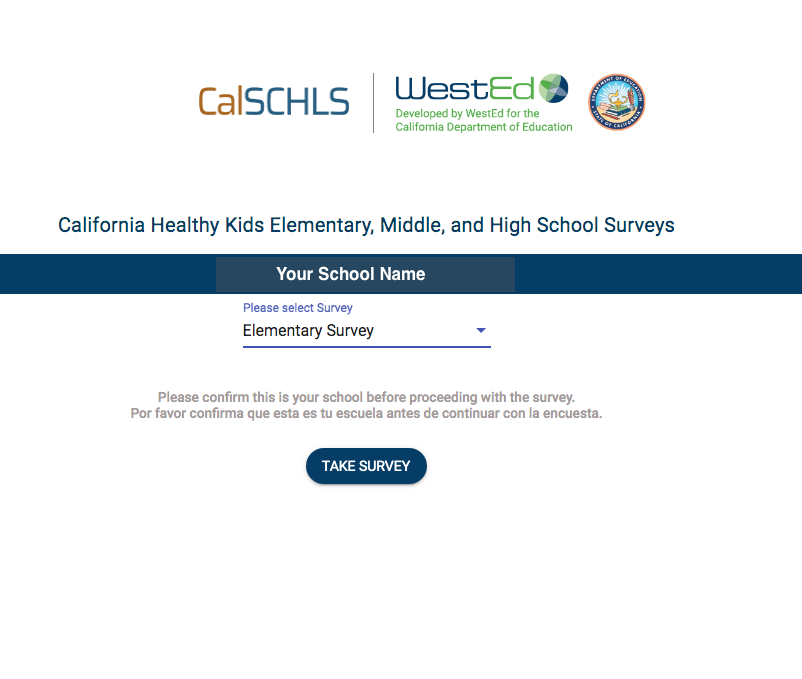 CalSCHLS
WestEd
Developed by WestEd for the
California Department of Education
DEPARTMENT OF EDUCATION
STATE OF CALIFORNIA
California Healthy Kids Elementary, Middle, and High School Surveys
Your School Name
Please select Survey
Elementary Survey
Please confirm this is your school before proceeding with the survey.
Por favor confirma que esta es tu escuela antes de continuar con la encuesta.
TAKE SURVEY